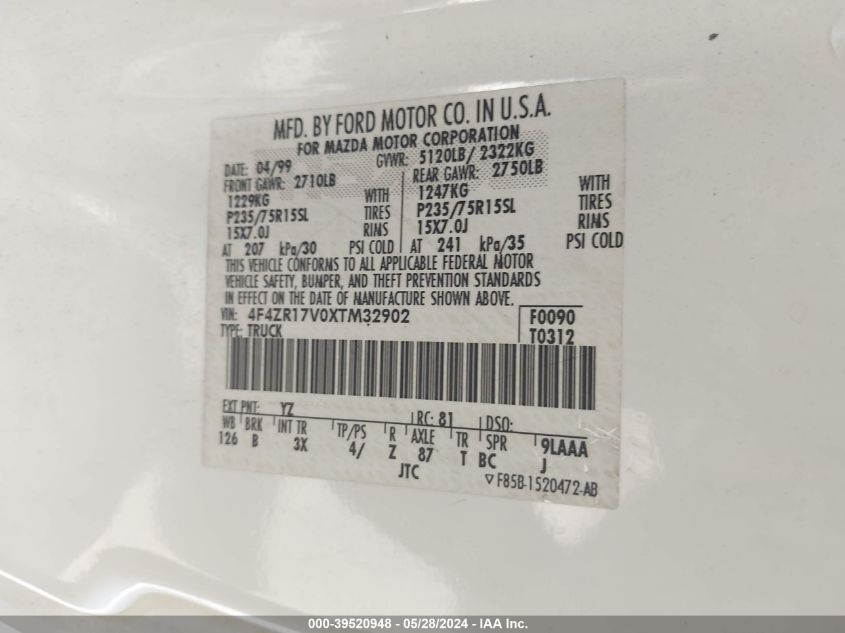 MFD. BY FORD MOTOR CO. IN U.S.A.
FOR MAZDA MOTOR CORPORATION
DATE: 04/99 GVWR: 5120LB/ 2322KG
FRONT GAWR: 2710LB REAR GAWR: 2750LB
1229KG WITH 1247KG WITH
P235/75R15SL TIRES P235/75R15SL TIRES
15X7.0J RIMS 15X7.0J RIMS
AT 207 kPa/30 PSI COLD AT 241 kPa/35 PSI COLD
THIS VEHICLE CONFORMS TO ALL APPLICABLE FEDERAL MOTOR
VEHICLE SAFETY, BUMPER, AND THEFT PREVENTION STANDARDS
IN EFFECT ON THE DATE OF MANUFACTURE SHOWN ABOVE.
VIN: 4F4ZR17V0XTM32902 F0090
TYPE: TRUCK T0312
EXT PNT: YZ RC: 81 DSO:
WB BRK INT TR TP/PS R AXLE TR SPR 9LAAA
126 B 3X 4/ Z 87 T BC J
JTC ▽F85B-1520472-AB
000-39520948 - 05/28/2024 - IAA Inc.